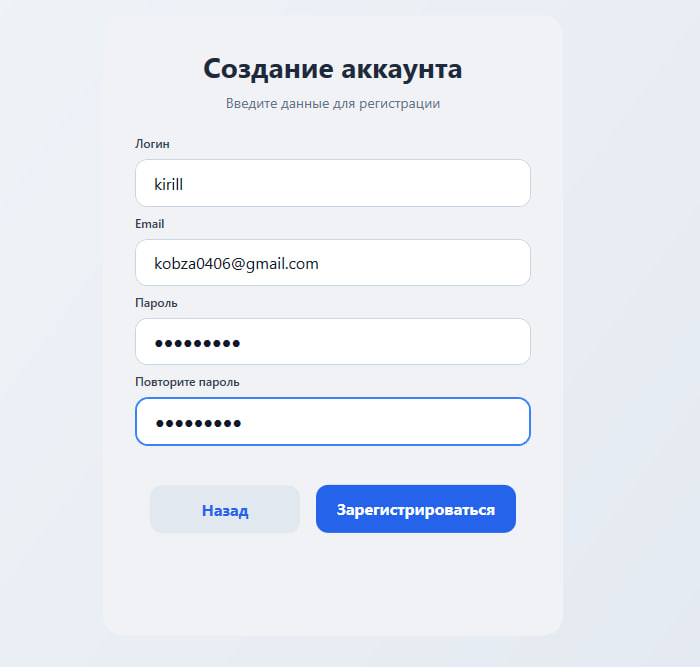 Создание аккаунта
Введите данные для регистрации
Логин
kirill
Email
kobza0406@gmail.com
Пароль
●●●●●●●●●
Повторите пароль
●●●●●●●●●
Назад Зарегистрироваться